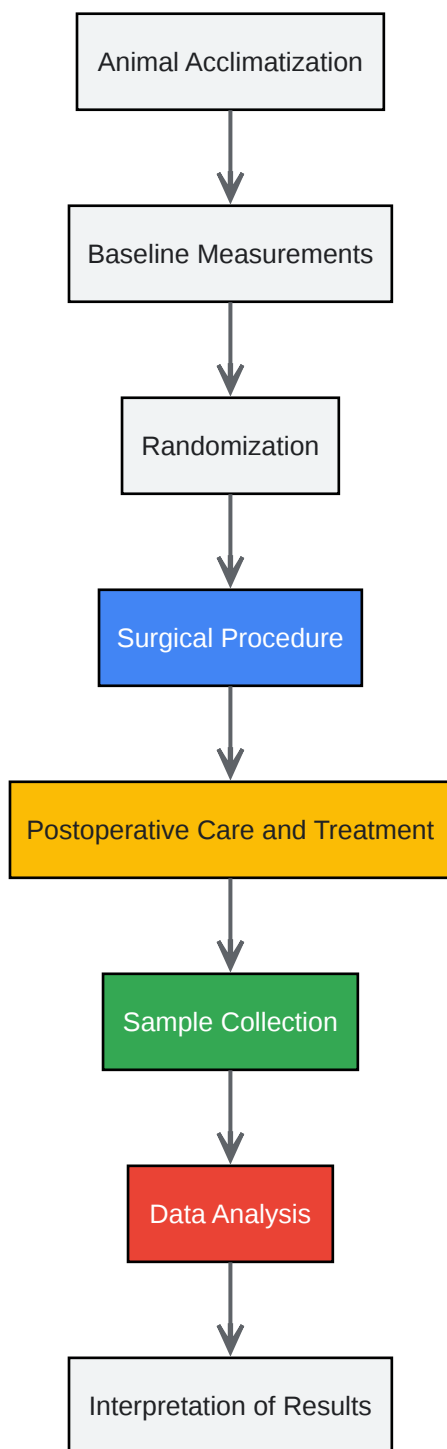 Animal Acclimatization
Baseline Measurements
Randomization
Surgical Procedure
Postoperative Care and Treatment
Sample Collection
Data Analysis
Interpretation of Results